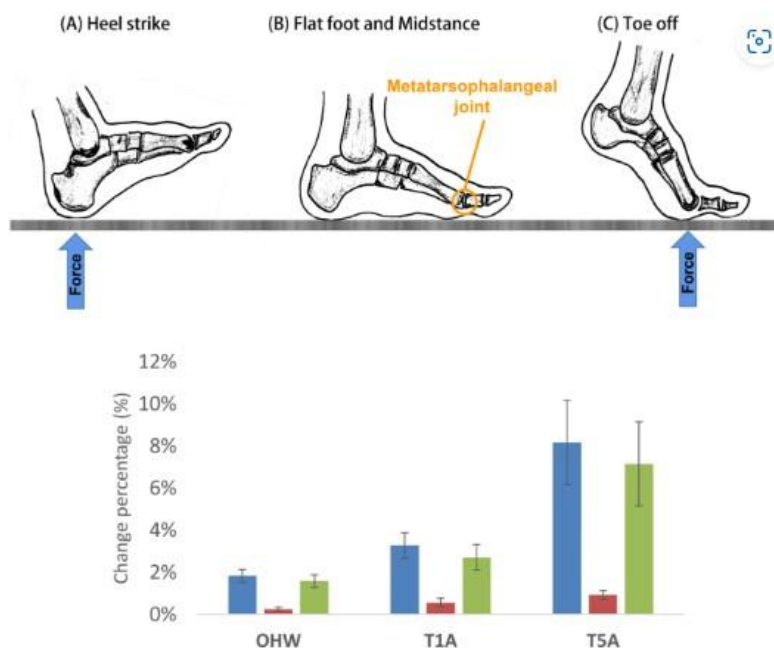 (A) Heel strike
(B) Flat foot and Midstance
(C) Toe off
Metatarsophalangeal
joint
Force
Force
Change percentage (%)
12%
10%
8%
6%
4%
2%
0%
OHW
T1A
T5A